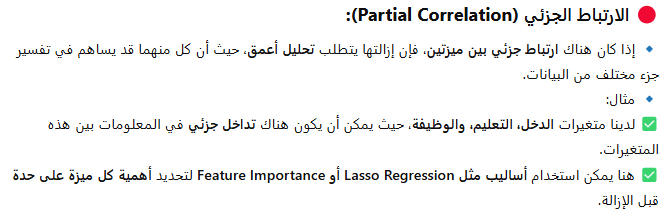 🔴 الارتباط الجزئي (Partial Correlation):
🔹 إذا كان هناك ارتباط جزئي بين ميزتين، فإن إزالتها يتطلب تحليل أعمق، حيث أن كل منهما قد يساهم في تفسير
جزء مختلف من البيانات.
🔹 مثال:
✅ لدينا متغيرات الدخل، التعليم، والوظيفة، حيث يمكن أن يكون هناك تداخل جزئي في المعلومات بين هذه
المتغيرات.
✅ هنا يمكن استخدام أساليب مثل Lasso Regression أو Feature Importance لتحديد أهمية كل ميزة على حدة
قبل الإزالة.